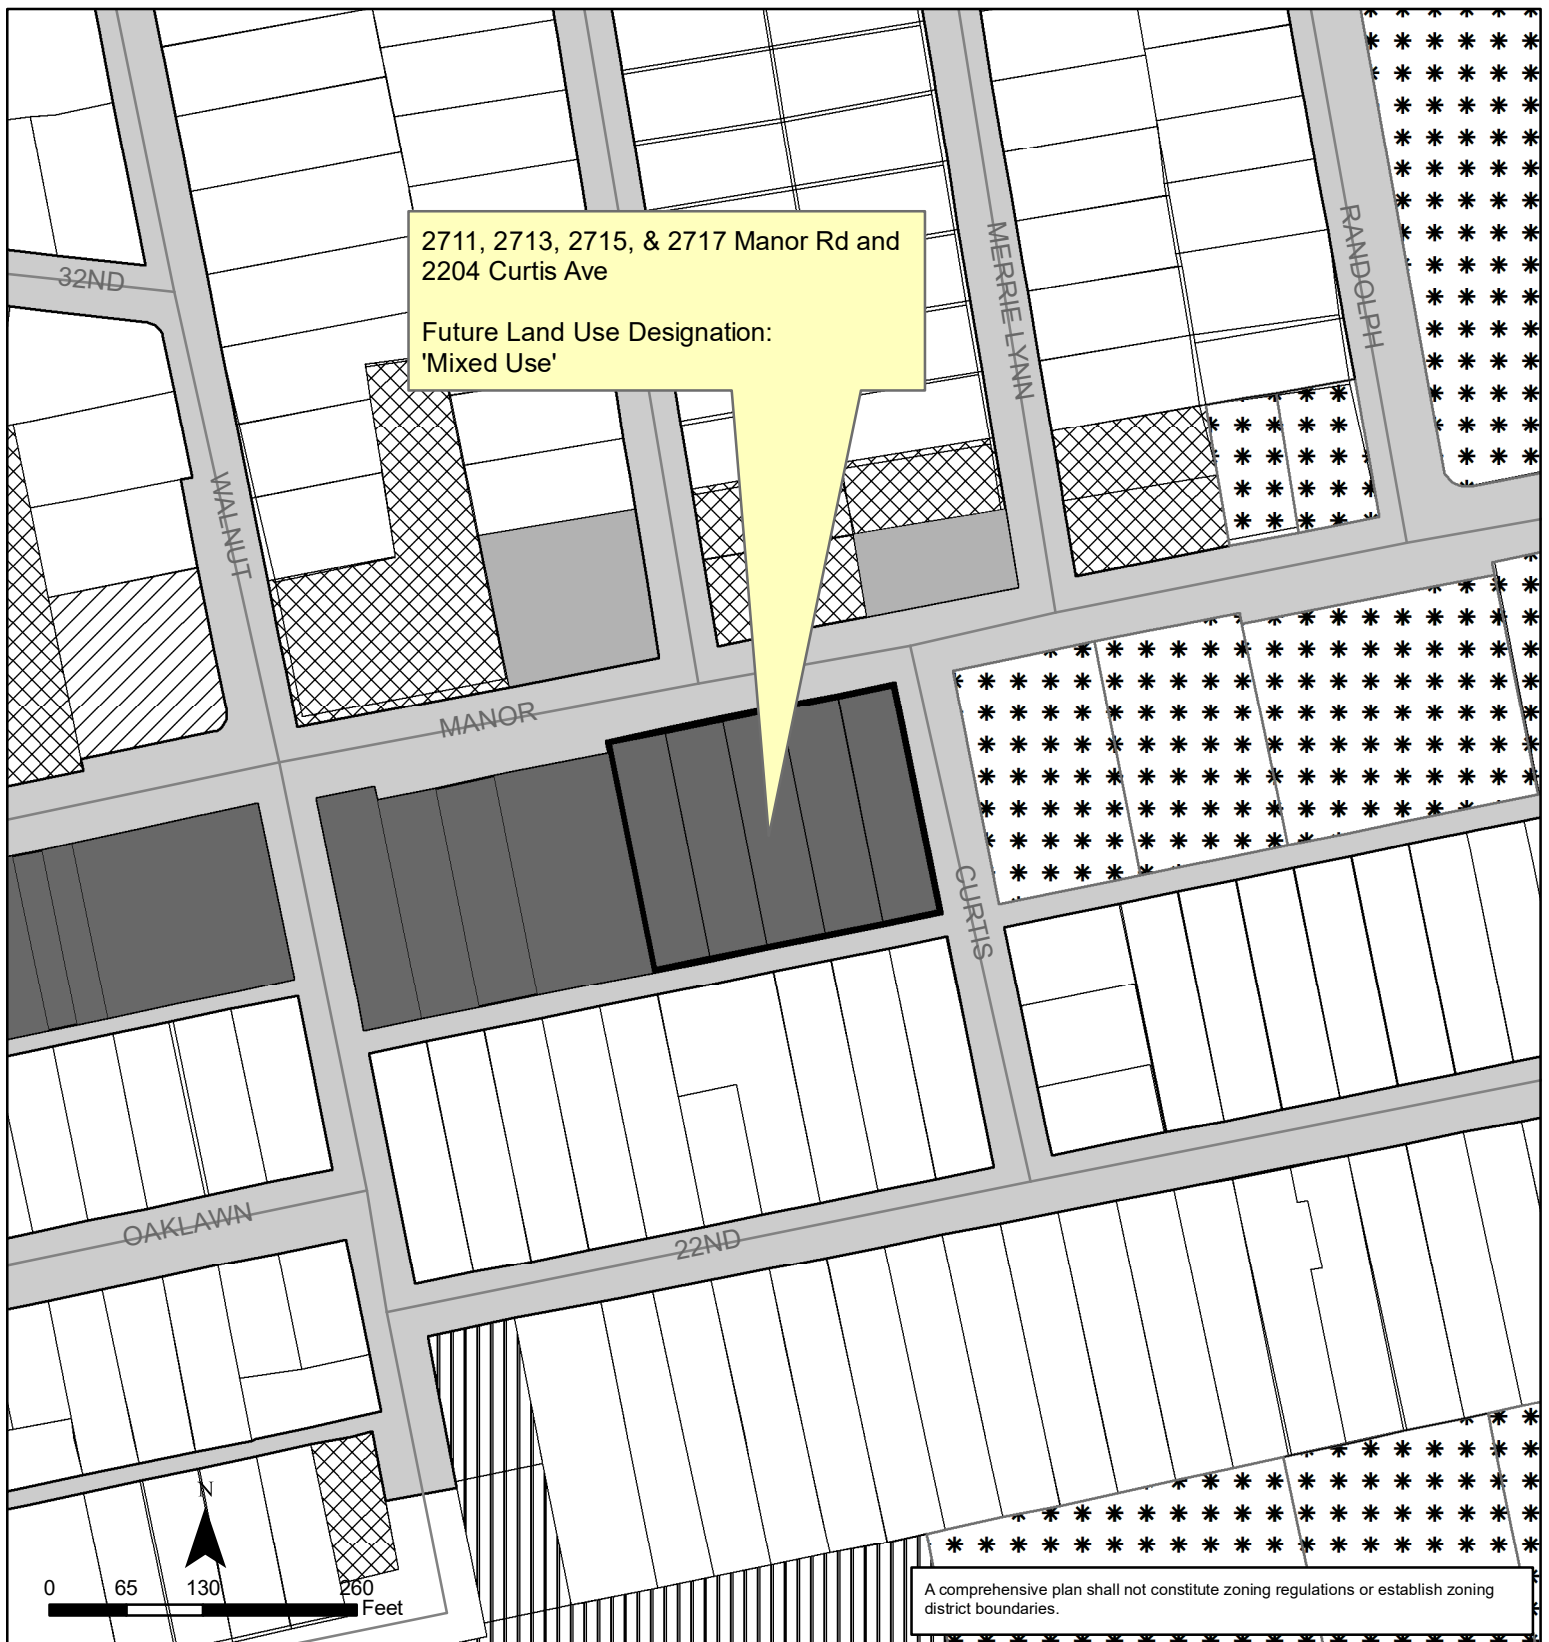 2711, 2713, 2715, & 2717 Manor Rd and
2204 Curtis Ave
Future Land Use Designation:
'Mixed Use'
32ND
MERRIE LYNN
RANDOLPH
WALNUT
MANOR
CURTIS
OAKLAWN
22ND
N
0 65 130 260
Feet
A comprehensive plan shall not constitute zoning regulations or establish zoning
district boundaries.